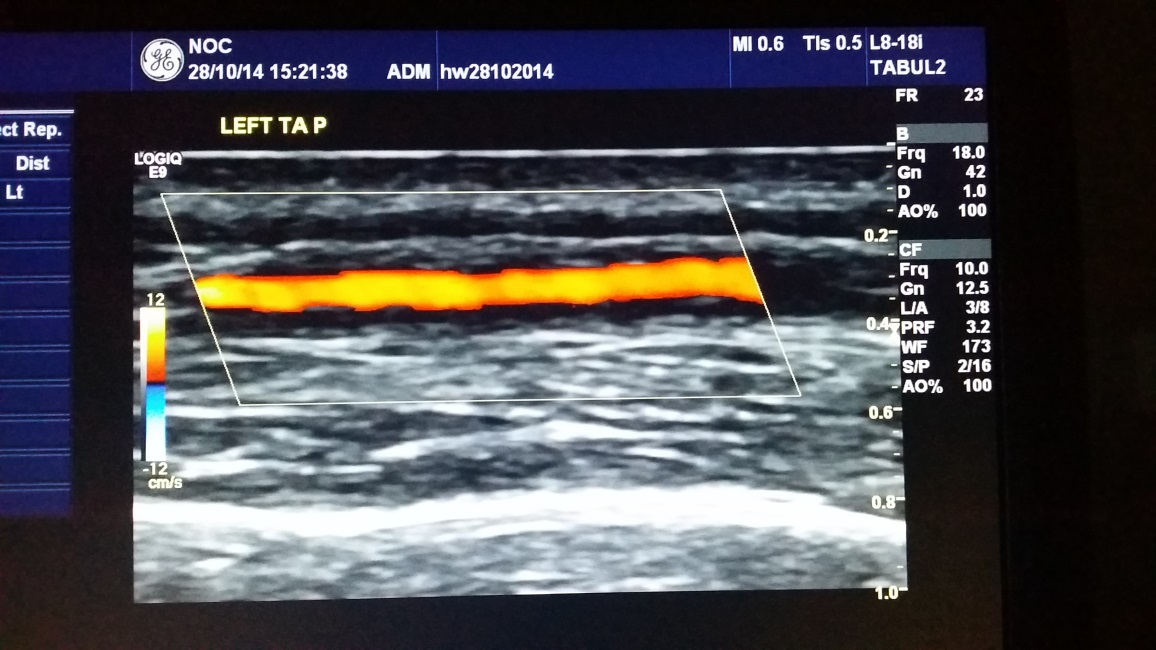 NOC
28/10/14 15:21:38 ADM hw28102014
MI 0.6 TIs 0.5 L8-18i
TABUL2
ect Rep.
Dist
Lt
LEFT TA P
LOGIQ
E9
FR 23
B
Frq 18.0
Gn 42
D 1.0
AO% 100
CF
Frq 10.0
Gn 12.5
L/A 3/8
PRF 3.2
WF 173
S/P 2/16
AO% 100
0.2
0.4
0.6
0.8
1.0
12
-12
cm/s